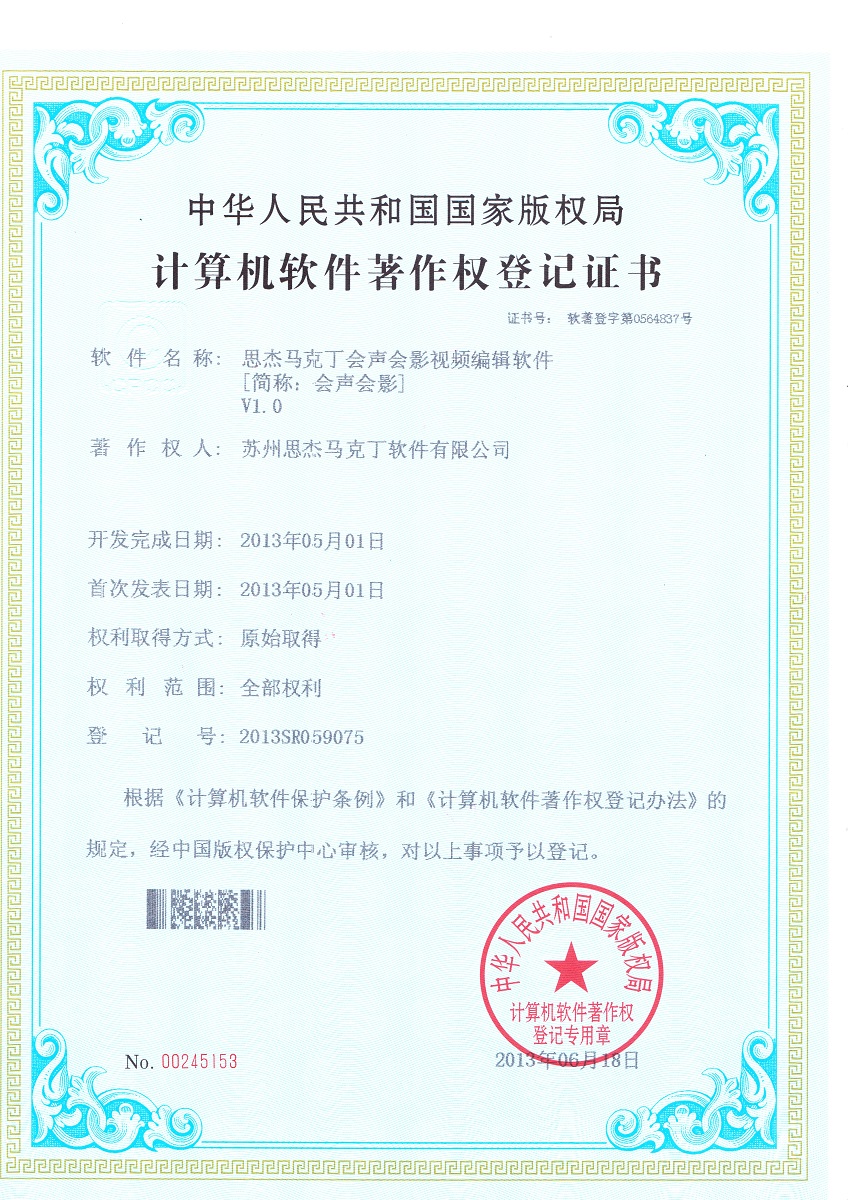 中华人民共和国国家版权局
计算机软件著作权登记证书
证书号： 软著登字第0564837号
软件名称： 思杰马克丁会声会影视频编辑软件
[简称：会声会影]
V1.0
著作权人： 苏州思杰马克丁软件有限公司
开发完成日期： 2013年05月01日
首次发表日期： 2013年05月01日
权利取得方式： 原始取得
权利范围： 全部权利
登记号： 2013SR059075
根据《计算机软件保护条例》和《计算机软件著作权登记办法》的
规定，经中国版权保护中心审核，对以上事项予以登记。
中华人民共和国国家版权局
计算机软件著作权
登记专用章
No. 00245153
2013年06月18日